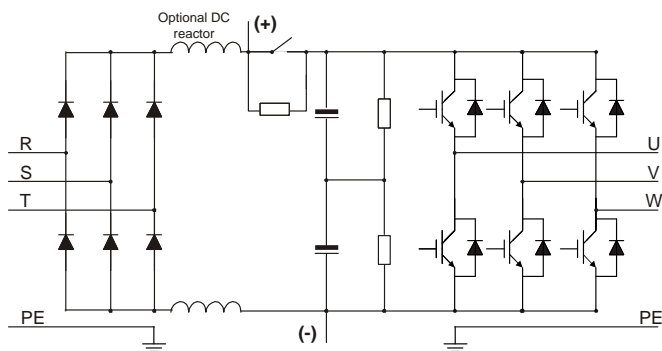 Optional DC
reactor
(+)
R
S
T
U
V
W
PE
(-)
PE